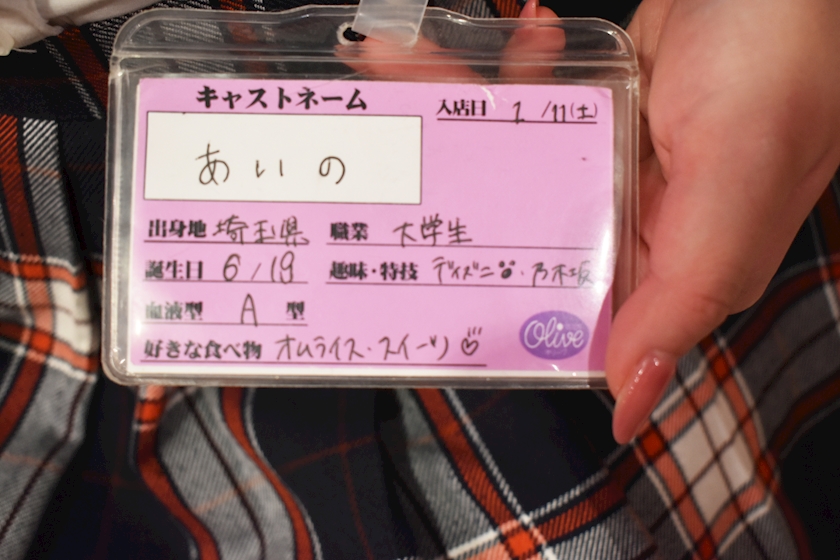 キャストネーム
入店日 1/11(土)
あいの
出身地 埼玉県 職業 大学生
誕生日 6/19 趣味・特技 ディズニー・乃木坂
血液型 A 型
好きな食べ物 オムライス・スイーツ♡
Olive